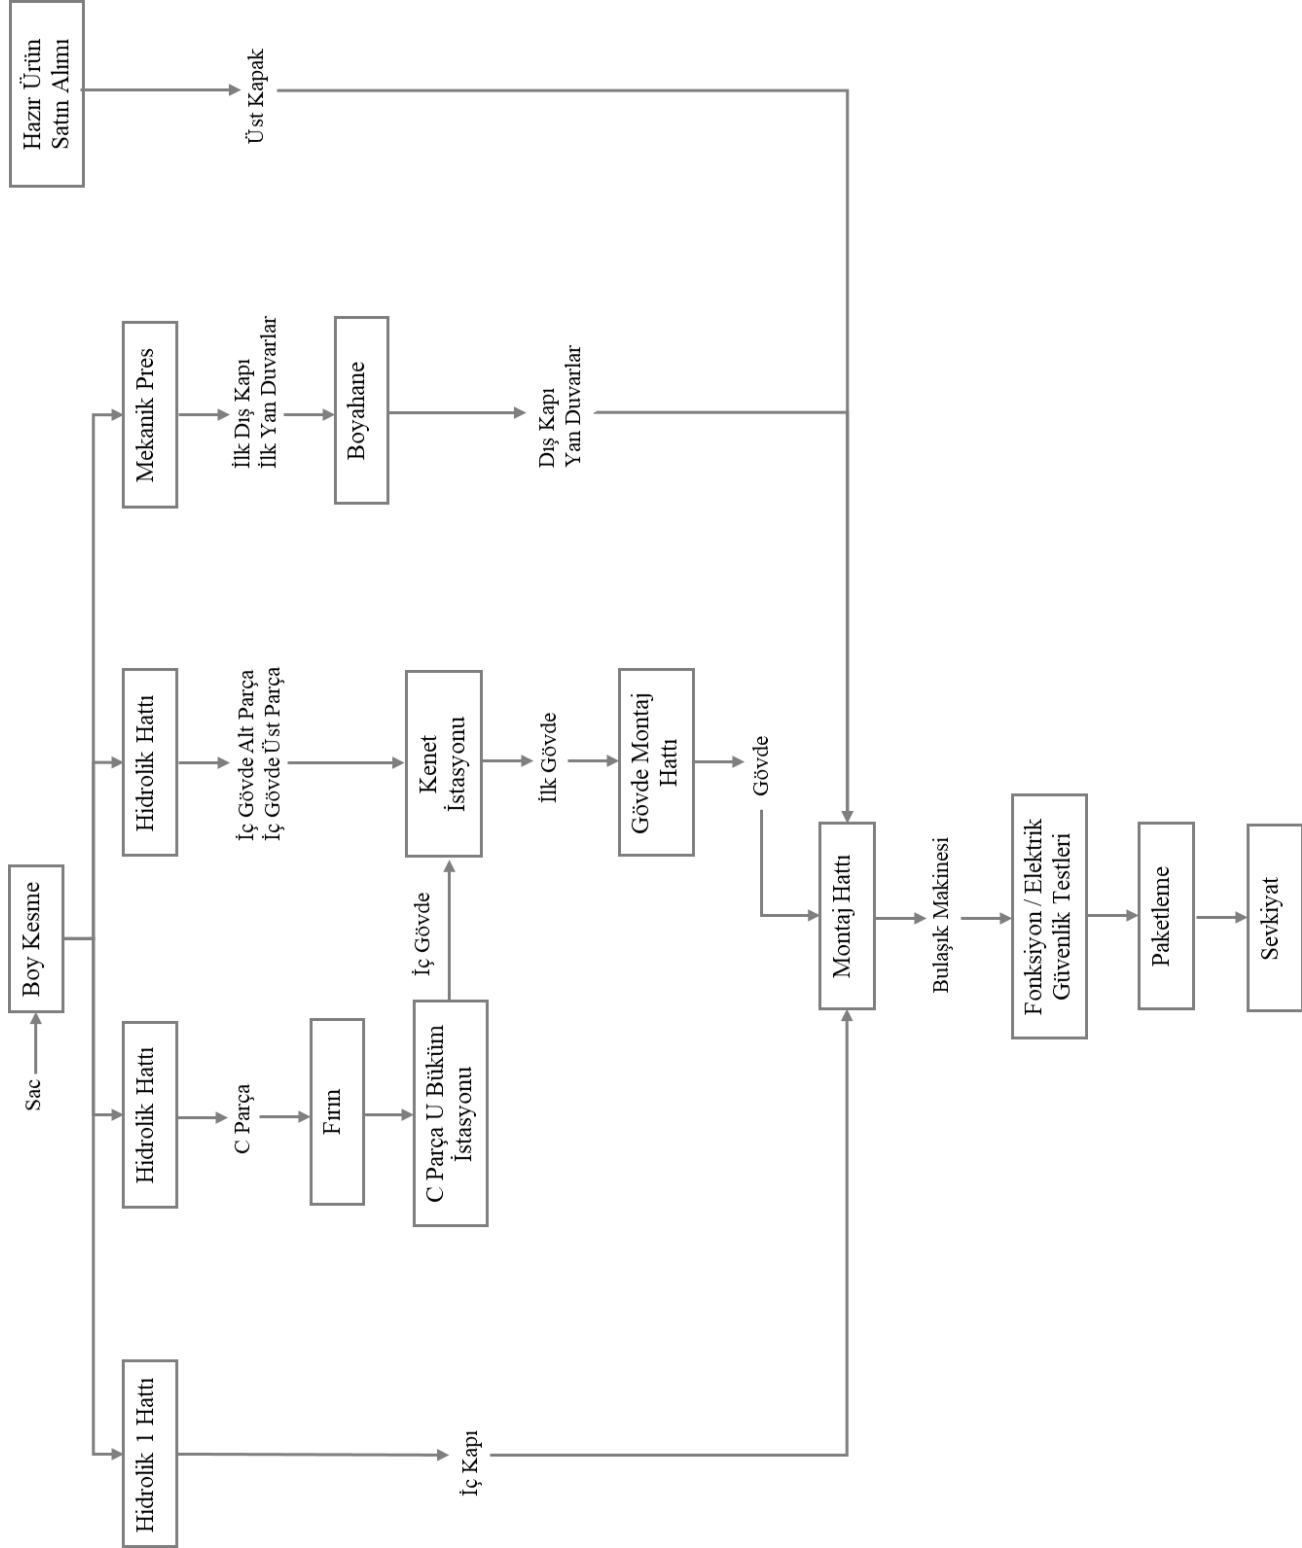 Sac
Boy Kesme
Hazır Ürün
Satın Alımı
Hidrolik 1 Hattı
Hidrolik Hattı
Hidrolik Hattı
Mekanik Pres
C Parça
İç Gövde Alt Parça
İç Gövde Üst Parça
İlk Dış Kapı
İlk Yan Duvarlar
Üst Kapak
Fırın
Boyahane
İç Kapı
C Parça U Büküm
İstasyonu
İç Gövde
Kenet
İstasyonu
İlk Gövde
Dış Kapı
Yan Duvarlar
Gövde Montaj
Hattı
Gövde
Montaj Hattı
Bulaşık Makinesi
Fonksiyon / Elektrik
Güvenlik Testleri
Paketleme
Sevkiyat